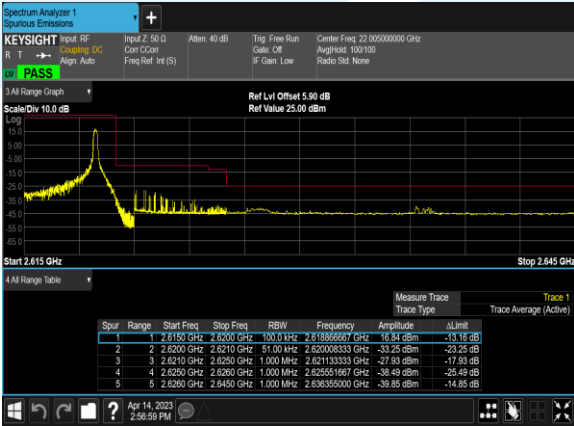 Spectrum Analyzer 1
Spurious Emissions
+
KEYSIGHT Input: RF Input Z: 50 Ω Atten: 40 dB Trig: Free Run Center Freq: 22.005000000 GHz
R T Coupling: DC Corr CCorr Gate: Off Avg|Hold: 100/100
Align: Auto Freq Ref: Int (S) IF Gain: Low Radio Std: None
PASS
3 All Range Graph
Ref Lvl Offset 5.90 dB
Scale/Div 10.0 dB Ref Value 25.00 dBm
Log
15.0
5.00
-5.00
-15.0
-25.0
-35.0
-45.0
-55.0
-65.0
Start 2.615 GHz Stop 2.645 GHz
4 All Range Table
Measure Trace Trace 1
Trace Type Trace Average (Active)
Spur Range Start Freq Stop Freq RBW Frequency Amplitude ΔLimit
1 1 2.6150 GHz 2.6200 GHz 100.0 kHz 2.618866667 GHz 16.84 dBm -13.16 dB
2 2 2.6200 GHz 2.6210 GHz 51.00 kHz 2.620008333 GHz -33.25 dBm -23.25 dB
3 3 2.6210 GHz 2.6250 GHz 1.000 MHz 2.621133333 GHz -27.93 dBm -17.93 dB
4 4 2.6250 GHz 2.6260 GHz 1.000 MHz 2.625551667 GHz -38.49 dBm -25.49 dB
5 5 2.6260 GHz 2.6450 GHz 1.000 MHz 2.636355000 GHz -39.85 dBm -14.85 dB
? Apr 14, 2023
2:56:59 PM